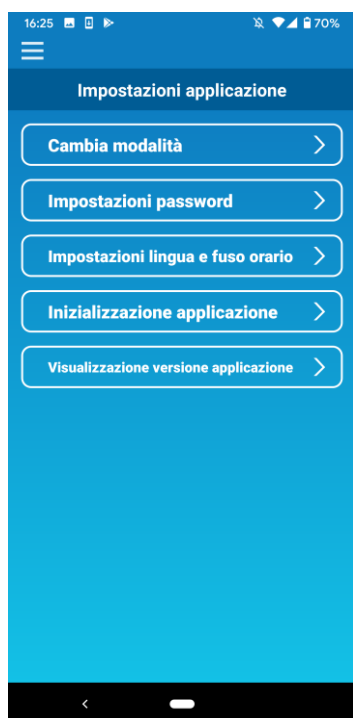 16:25 70%
Impostazioni applicazione
Cambia modalità
Impostazioni password
Impostazioni lingua e fuso orario
Inizializzazione applicazione
Visualizzazione versione applicazione